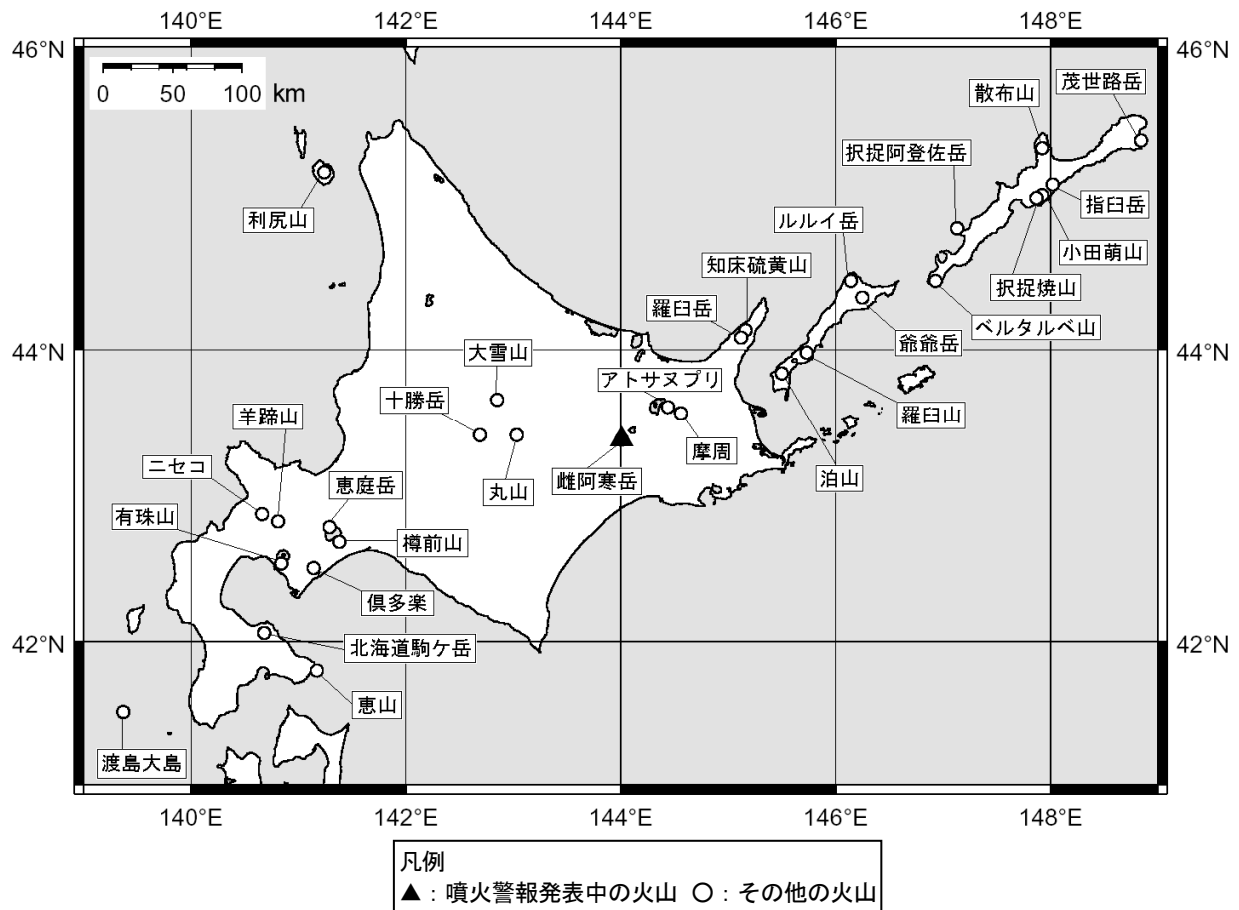 140°E 142°E 144°E 146°E 148°E
46°N 46°N
0 50 100 km
茂世路岳
散布山
択捉阿登佐岳
利尻山
指臼岳
ルルイ岳
小田萌山
知床硫黄山
択捉焼山
羅臼岳
ベルタルベ山
爺爺岳
44°N 44°N
大雪山
アトサヌプリ
十勝岳
羅臼山
羊蹄山
摩周
ニセコ
恵庭岳
丸山
雌阿寒岳
泊山
有珠山
樽前山
倶多楽
42°N 42°N
北海道駒ケ岳
恵山
渡島大島
140°E 142°E 144°E 146°E 148°E
凡例
▲：噴火警報発表中の火山 ○：その他の火山